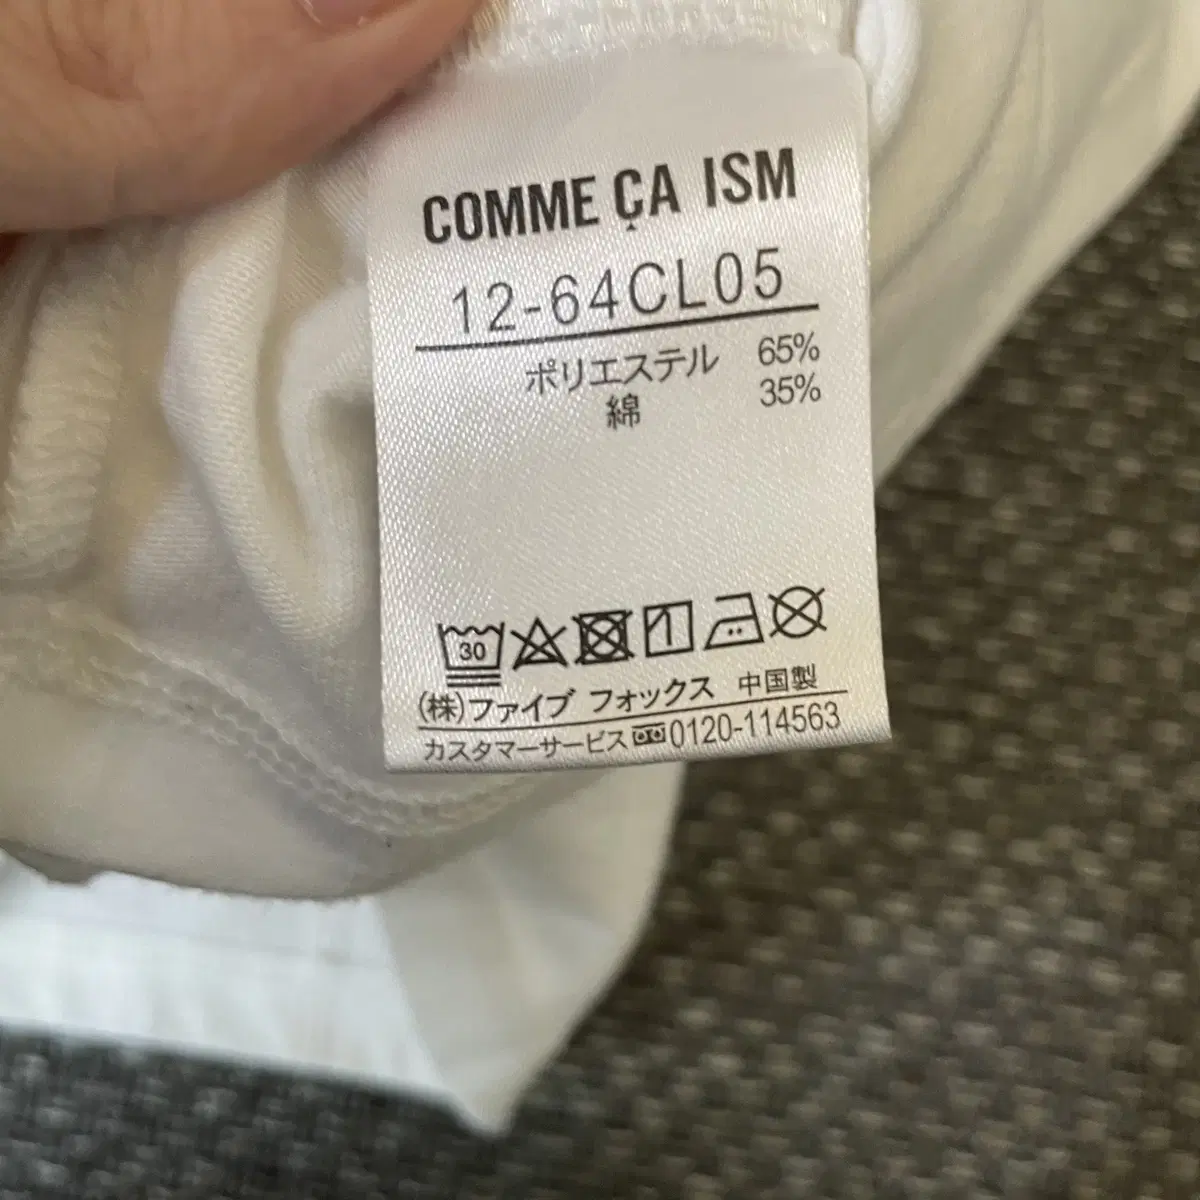 COMME ÇA ISM
12-64CL05
ポリエステル 65%
綿 35%
30
(株)ファイブ フォックス 中国製
カスタマーサービス 0120-114563